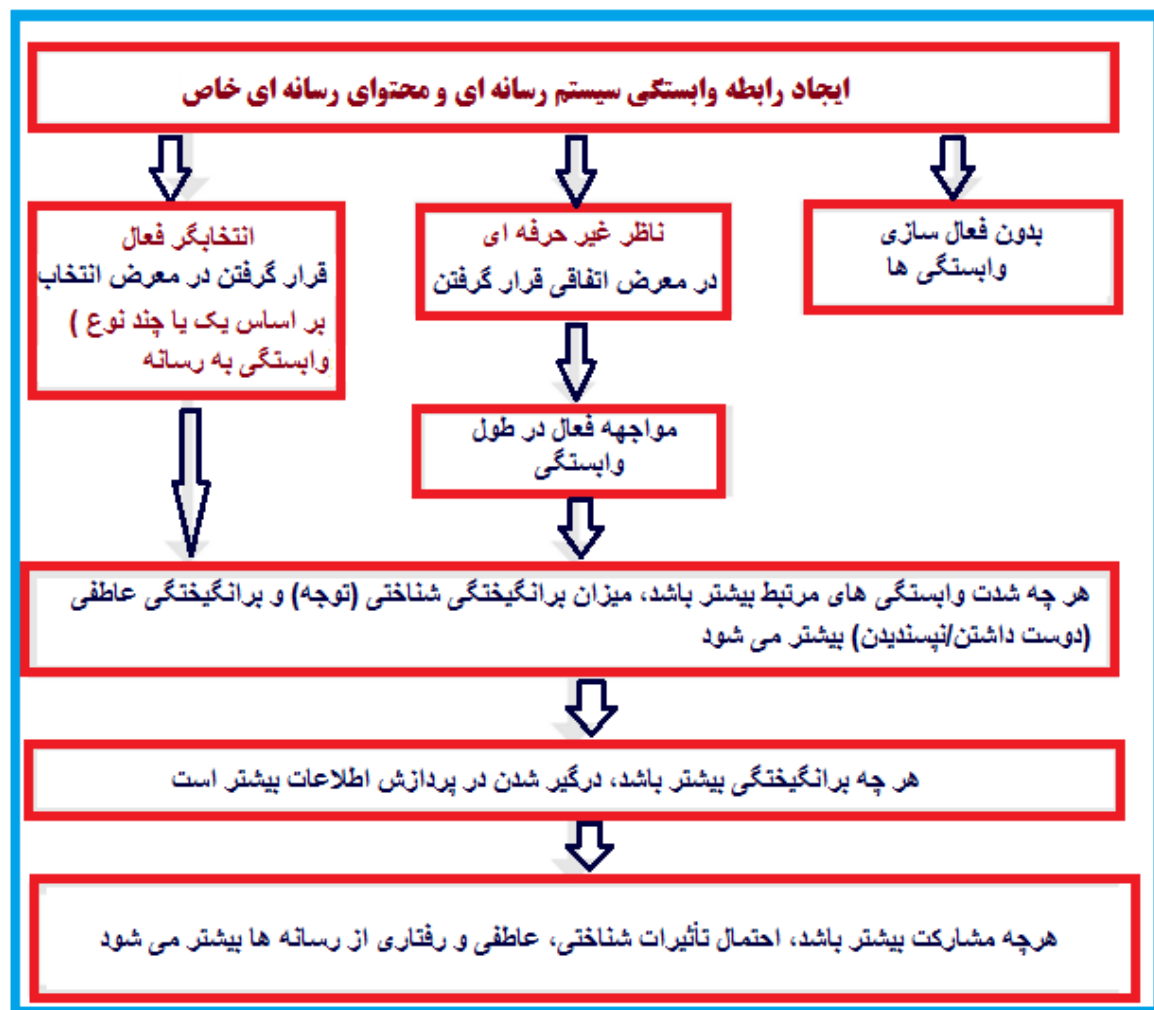 ایجاد رابطه وابستگی سیستم رسانه ای و محتوای رسانه ای خاص
بدون فعال سازی
وابستگی ها
ناظر غیر حرفه ای
در معرض اتفاقی قرار گرفتن
انتخابگر فعال
قرار گرفتن در معرض انتخاب
بر اساس یک یا چند نوع )
وابستگی به رسانه
مواجهه فعال در طول
وابستگی
هر چه شدت وابستگی های مرتبط بیشتر باشد، میزان برانگیختگی شناختی (توجه) و برانگیختگی عاطفی
(دوست داشتن/نپسندیدن) بیشتر می شود
هر چه برانگیختگی بیشتر باشد، درگیر شدن در پردازش اطلاعات بیشتر است
هرچه مشارکت بیشتر باشد، احتمال تأثیرات شناختی، عاطفی و رفتاری از رسانه ها بیشتر می شود